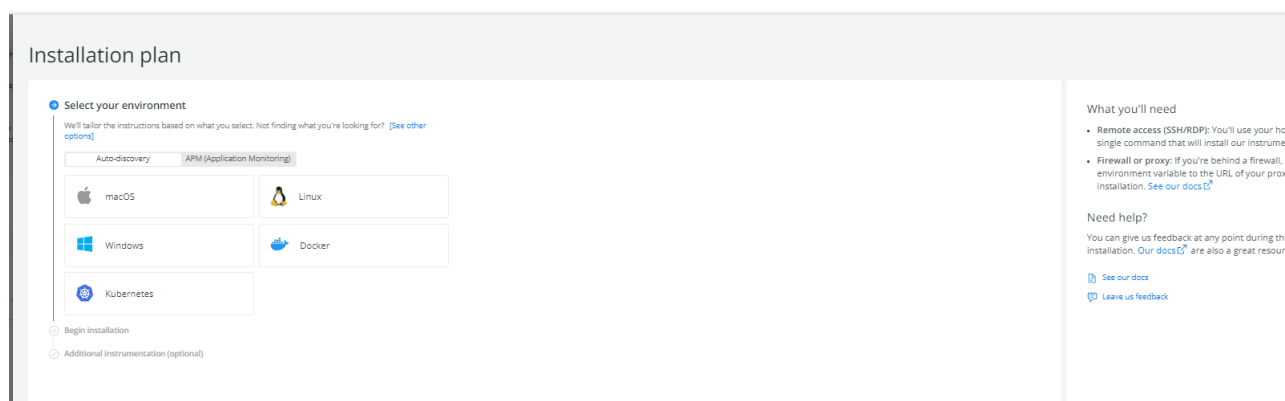 Installation plan
Select your environment
We'll tailor the instructions based on what you select. Not finding what you're looking for? [See other
options]
Auto-discovery
APM (Application Monitoring)
macOS
Linux
Windows
Docker
Kubernetes
Begin installation
Additional instrumentation (optional)
What you'll need
• Remote access (SSH/RDP): You'll use your ho
single command that will install our instrume
• Firewall or proxy: If you're behind a firewall,
environment variable to the URL of your prox
installation. See our docs
Need help?
You can give us feedback at any point during th
installation. Our docs are also a great resour
See our docs
Leave us feedback